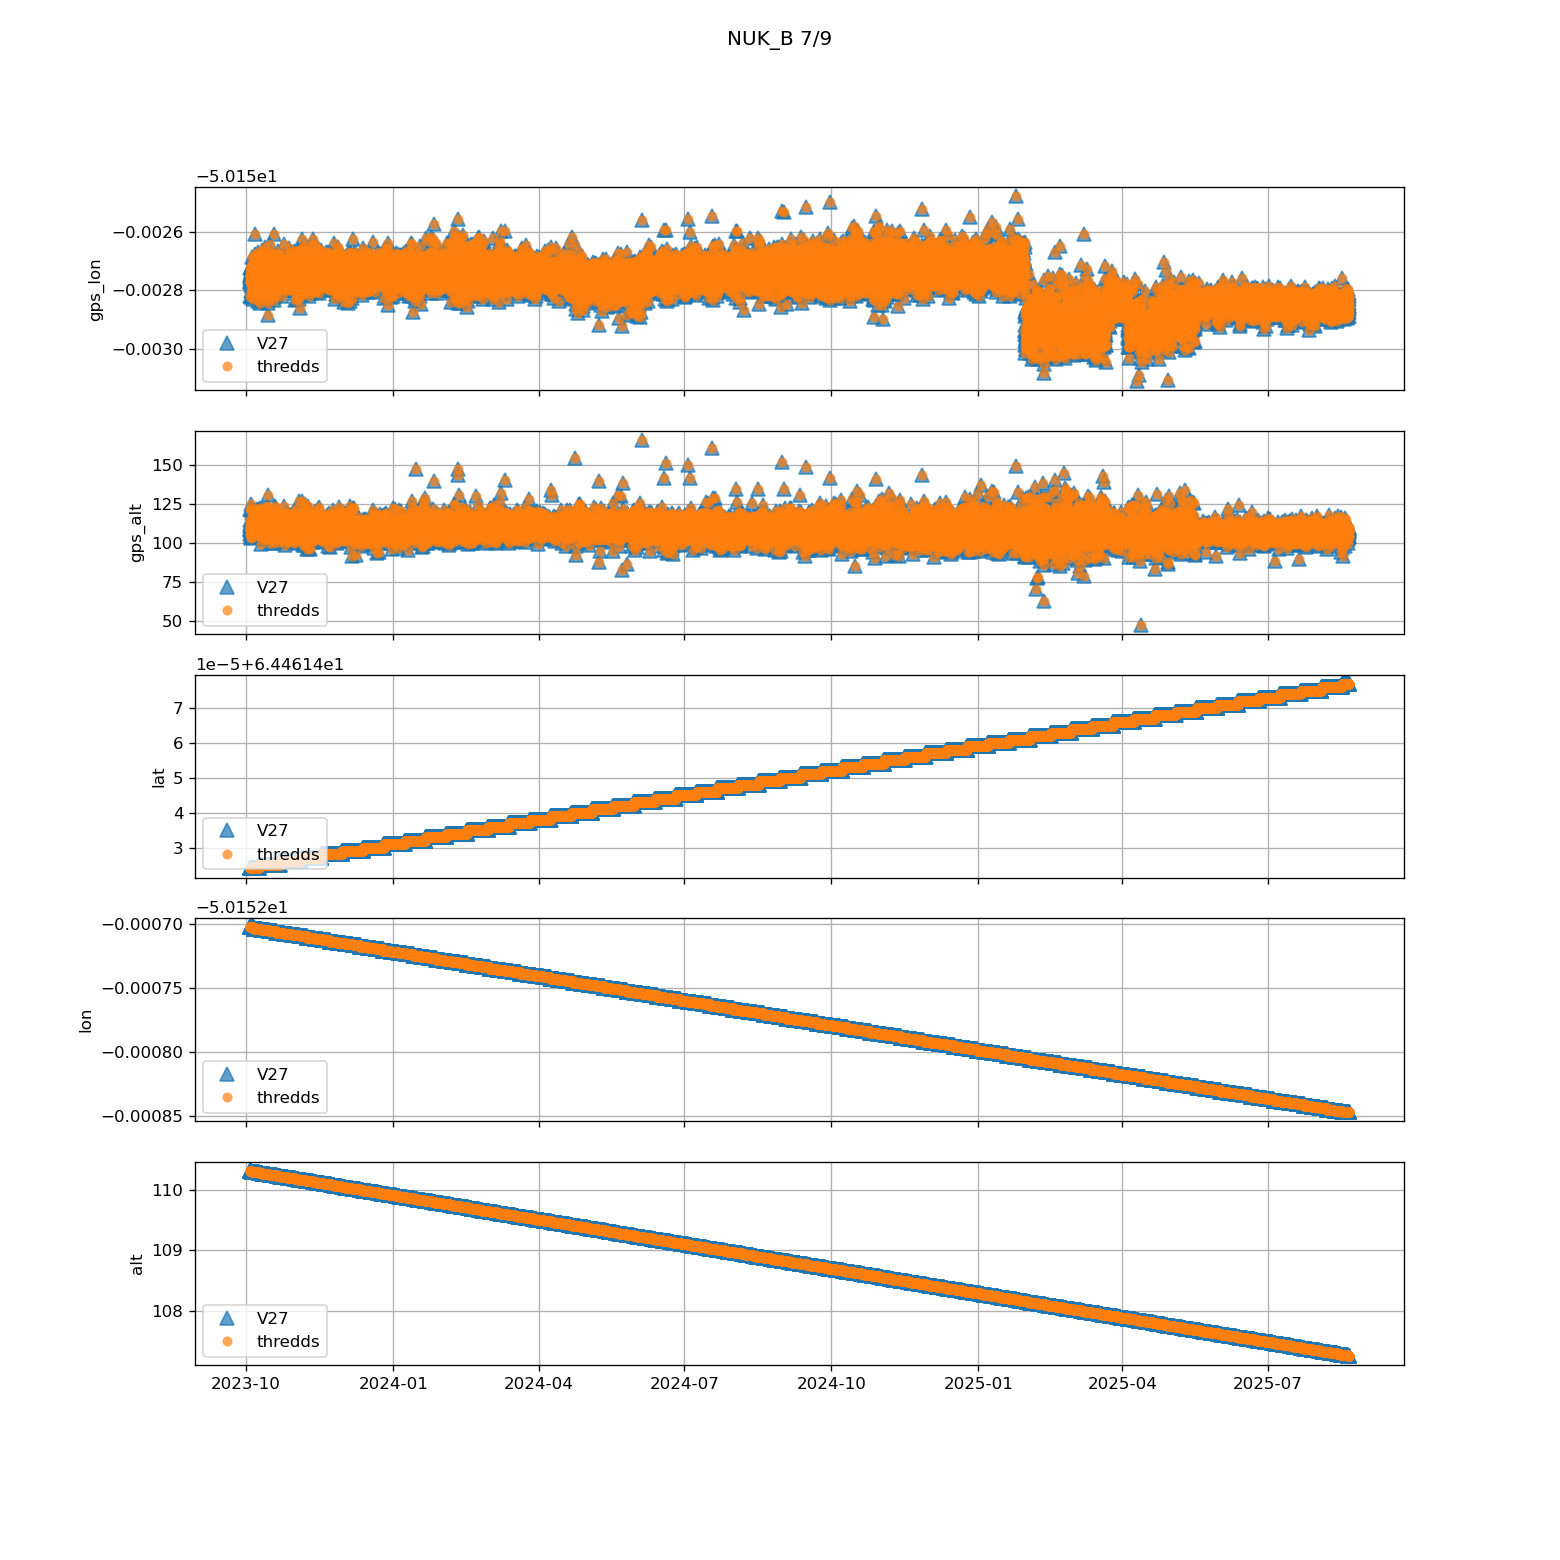 NUK_B 7/9
−5.015e1
−0.0026
−0.0028
−0.0030
gps_lon
V27
thredds
150
125
100
75
50
gps_alt
V27
thredds
1e−5+6.44614e1
7
6
5
4
3
lat
V27
thredds
−5.0152e1
−0.00070
−0.00075
−0.00080
−0.00085
lon
V27
thredds
110
109
108
alt
V27
thredds
2023-10 2024-01 2024-04 2024-07 2024-10 2025-01 2025-04 2025-07